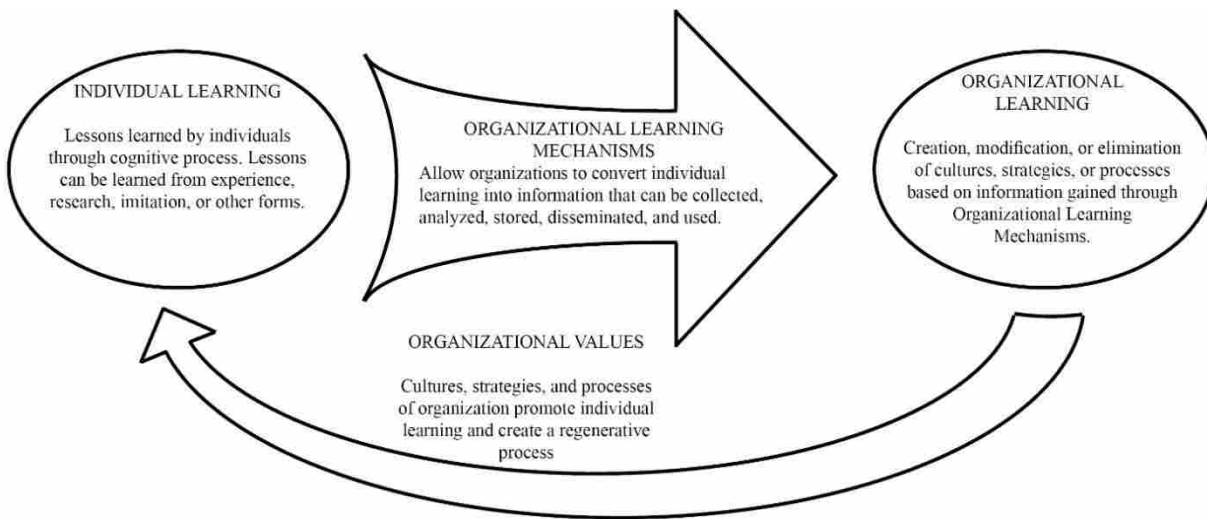 INDIVIDUAL LEARNING
Lessons learned by individuals
through cognitive process. Lessons
can be learned from experience,
research, imitation, or other forms.
ORGANIZATIONAL LEARNING
MECHANISMS
Allow organizations to convert individual
learning into information that can be collected,
analyzed, stored, disseminated, and used.
ORGANIZATIONAL
LEARNING
Creation, modification, or elimination
of cultures, strategies, or processes
based on information gained through
Organizational Learning
Mechanisms.
ORGANIZATIONAL VALUES
Cultures, strategies, and processes
of organization promote individual
learning and create a regenerative
process